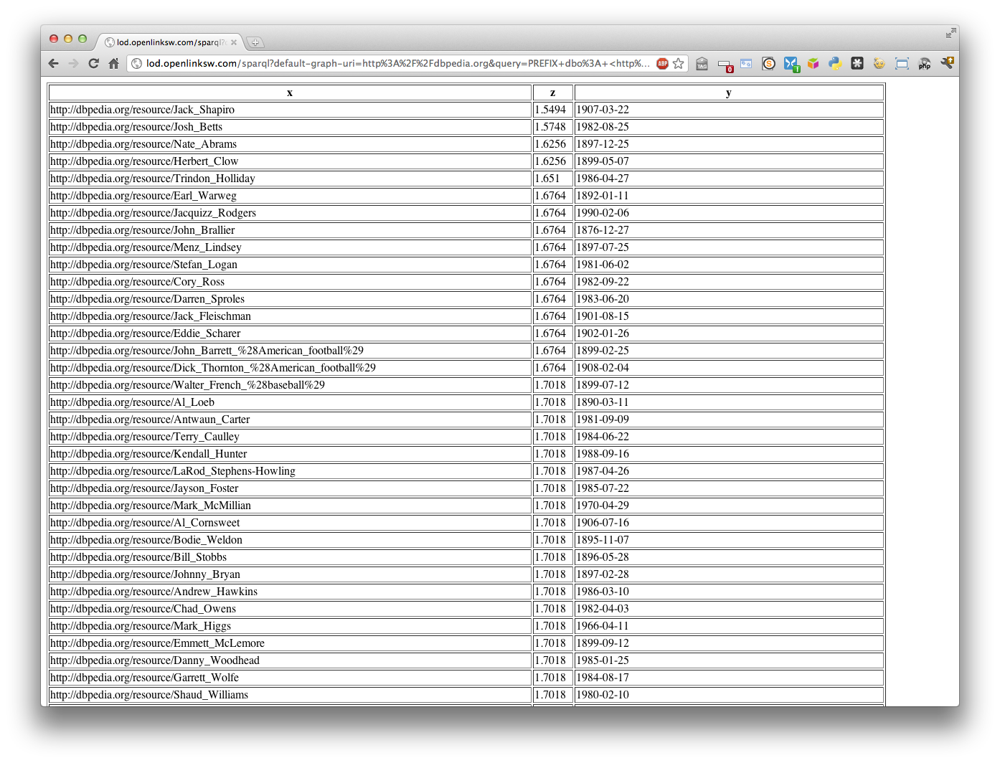 lod.openlinksw.com/sparql?
lod.openlinksw.com/sparql?default-graph-uri=http%3A%2F%2Fdbpedia.org&query=PREFIX+dbo%3A+<http%... ABP TAG 0 S 1 php
x z y
http://dbpedia.org/resource/Jack_Shapiro 1.5494 1907-03-22
http://dbpedia.org/resource/Josh_Betts 1.5748 1982-08-25
http://dbpedia.org/resource/Nate_Abrams 1.6256 1897-12-25
http://dbpedia.org/resource/Herbert_Clow 1.6256 1899-05-07
http://dbpedia.org/resource/Trindon_Holliday 1.651 1986-04-27
http://dbpedia.org/resource/Earl_Warweg 1.6764 1892-01-11
http://dbpedia.org/resource/Jacquizz_Rodgers 1.6764 1990-02-06
http://dbpedia.org/resource/John_Brallier 1.6764 1876-12-27
http://dbpedia.org/resource/Menz_Lindsey 1.6764 1897-07-25
http://dbpedia.org/resource/Stefan_Logan 1.6764 1981-06-02
http://dbpedia.org/resource/Cory_Ross 1.6764 1982-09-22
http://dbpedia.org/resource/Darren_Sproles 1.6764 1983-06-20
http://dbpedia.org/resource/Jack_Fleischman 1.6764 1901-08-15
http://dbpedia.org/resource/Eddie_Scharer 1.6764 1902-01-26
http://dbpedia.org/resource/John_Barrett_%28American_football%29 1.6764 1899-02-25
http://dbpedia.org/resource/Dick_Thornton_%28American_football%29 1.6764 1908-02-04
http://dbpedia.org/resource/Walter_French_%28baseball%29 1.7018 1899-07-12
http://dbpedia.org/resource/Al_Loeb 1.7018 1890-03-11
http://dbpedia.org/resource/Antwaun_Carter 1.7018 1981-09-09
http://dbpedia.org/resource/Terry_Caulley 1.7018 1984-06-22
http://dbpedia.org/resource/Kendall_Hunter 1.7018 1988-09-16
http://dbpedia.org/resource/LaRod_Stephens-Howling 1.7018 1987-04-26
http://dbpedia.org/resource/Jayson_Foster 1.7018 1985-07-22
http://dbpedia.org/resource/Mark_McMillian 1.7018 1970-04-29
http://dbpedia.org/resource/Al_Cornsweet 1.7018 1906-07-16
http://dbpedia.org/resource/Bodie_Weldon 1.7018 1895-11-07
http://dbpedia.org/resource/Bill_Stobbs 1.7018 1896-05-28
http://dbpedia.org/resource/Johnny_Bryan 1.7018 1897-02-28
http://dbpedia.org/resource/Andrew_Hawkins 1.7018 1986-03-10
http://dbpedia.org/resource/Chad_Owens 1.7018 1982-04-03
http://dbpedia.org/resource/Mark_Higgs 1.7018 1966-04-11
http://dbpedia.org/resource/Emmett_McLemore 1.7018 1899-09-12
http://dbpedia.org/resource/Danny_Woodhead 1.7018 1985-01-25
http://dbpedia.org/resource/Garrett_Wolfe 1.7018 1984-08-17
http://dbpedia.org/resource/Shaud_Williams 1.7018 1980-02-10